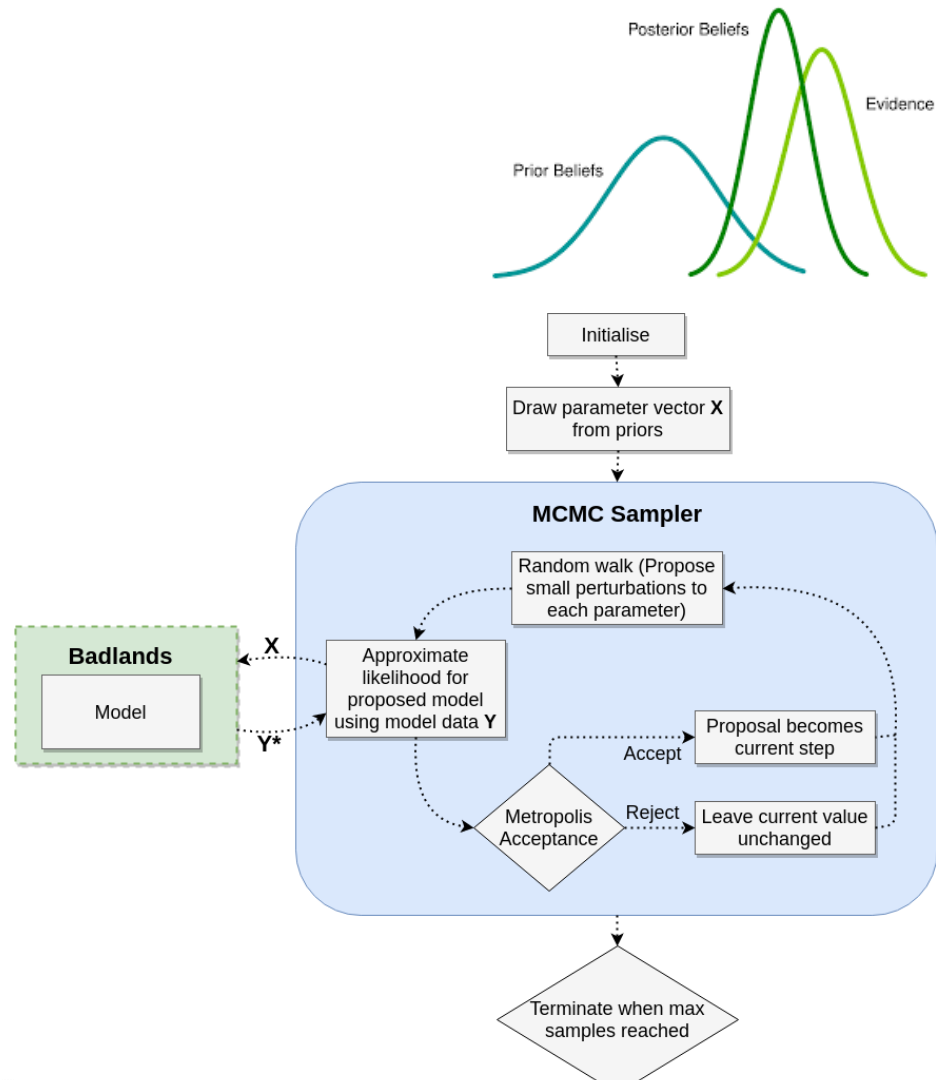 Posterior Beliefs
Evidence
Prior Beliefs
Initialise
Draw parameter vector X
from priors
MCMC Sampler
Random walk (Propose
small perturbations to
each parameter)
Badlands
Model
X
Y*
Approximate
likelihood for
proposed model
using model data Y
Proposal becomes
current step
Accept
Metropolis
Acceptance
Reject
Leave current value
unchanged
Terminate when max
samples reached